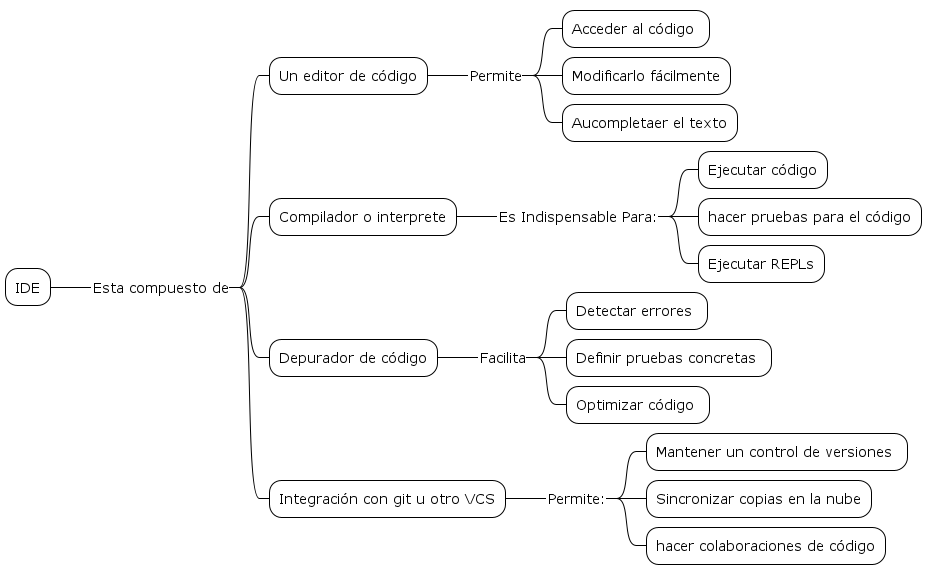 IDE
Esta compuesto de
Un editor de código
Permite
Acceder al código
Modificarlo fácilmente
Aucompletaer el texto
Compilador o interprete
Es Indispensable Para:
Ejecutar código
hacer pruebas para el código
Ejecutar REPLs
Depurador de código
Facilita
Detectar errores
Definir pruebas concretas
Optimizar código
Integración con git u otro VCS
Permite:
Mantener un control de versiones
Sincronizar copias en la nube
hacer colaboraciones de código